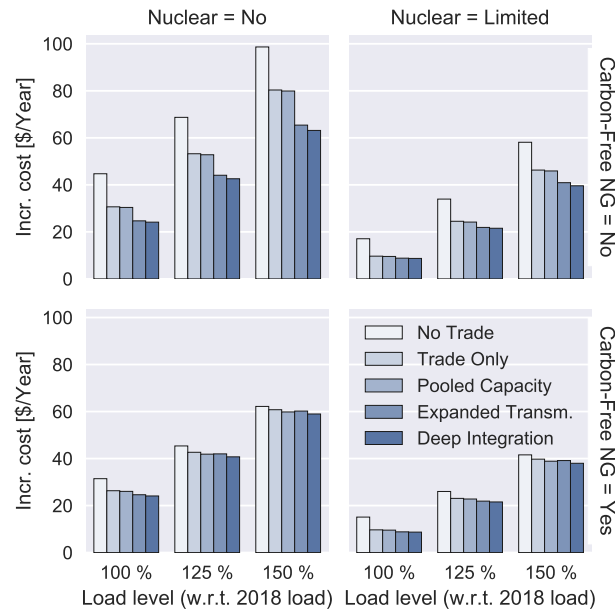 Nuclear = No
Nuclear = Limited
100
80
60
40
20
0
Incr. cost [$/Year]
Carbon-Free NG = No
100
80
60
40
20
0
Incr. cost [$/Year]
No Trade
Trade Only
Pooled Capacity
Expanded Transm.
Deep Integration
Carbon-Free NG = Yes
100 %
125 %
150 %
100 %
125 %
150 %
Load level (w.r.t. 2018 load)
Load level (w.r.t. 2018 load)